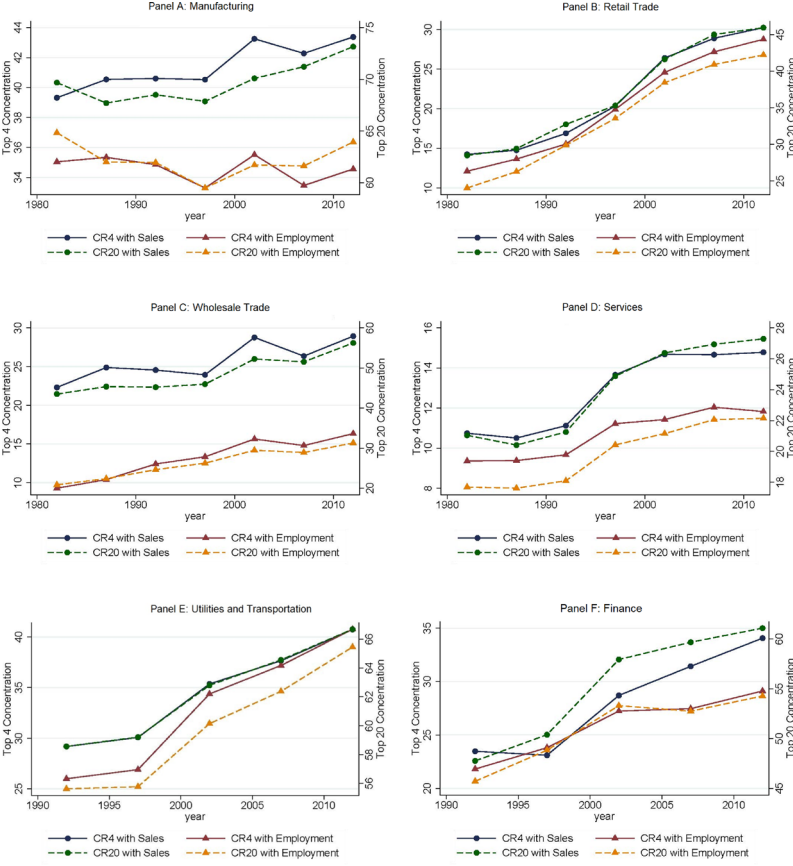 Panel A: Manufacturing
Top 4 Concentration
34 36 38 40 42 44
60 65 70 75
Top 20 Concentration
1980 1990 2000 2010
year
CR4 with Sales CR4 with Employment
CR20 with Sales CR20 with Employment
Panel B: Retail Trade
Top 4 Concentration
10 15 20 25 30
25 30 35 40 45
Top 20 Concentration
1980 1990 2000 2010
year
CR4 with Sales CR4 with Employment
CR20 with Sales CR20 with Employment
Panel C: Wholesale Trade
Top 4 Concentration
10 15 20 25 30
20 30 40 50 60
Top 20 Concentration
1980 1990 2000 2010
year
CR4 with Sales CR4 with Employment
CR20 with Sales CR20 with Employment
Panel D: Services
Top 4 Concentration
8 10 12 14 16
18 20 22 24 26 28
Top 20 Concentration
1980 1990 2000 2010
year
CR4 with Sales CR4 with Employment
CR20 with Sales CR20 with Employment
Panel E: Utilities and Transportation
Top 4 Concentration
25 30 35 40
56 58 60 62 64 66
Top 20 Concentration
1990 1995 2000 2005 2010
year
CR4 with Sales CR4 with Employment
CR20 with Sales CR20 with Employment
Panel F: Finance
Top 4 Concentration
20 25 30 35
45 50 55 60
Top 20 Concentration
1990 1995 2000 2005 2010
year
CR4 with Sales CR4 with Employment
CR20 with Sales CR20 with Employment